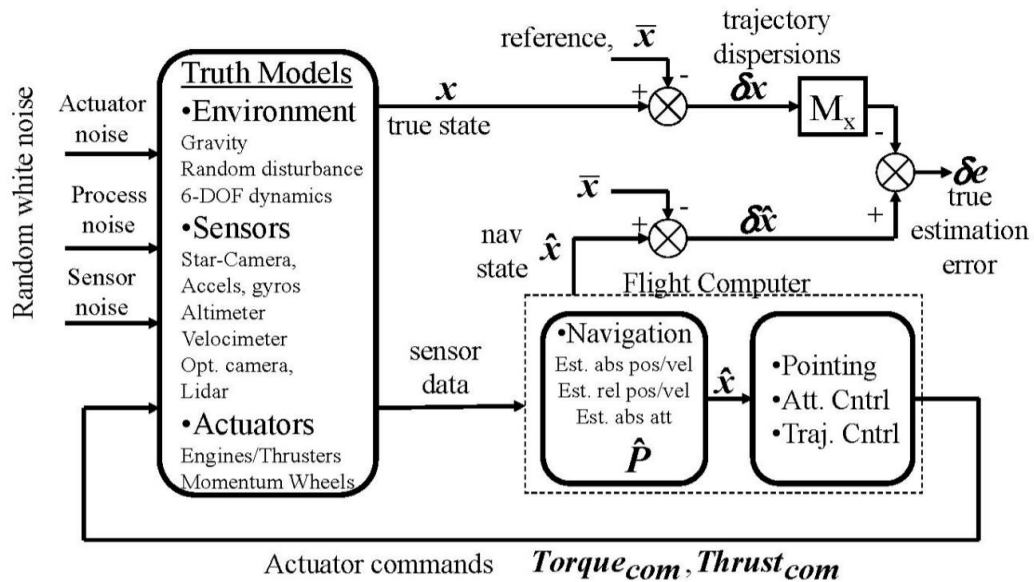 Random white noise
Actuator
noise
Process
noise
Sensor
noise
Truth Models
•Environment
Gravity
Random disturbance
6-DOF dynamics
•Sensors
Star-Camera,
Accels, gyros
Altimeter
Velocimeter
Opt. camera,
Lidar
•Actuators
Engines/Thrusters
Momentum Wheels
x
true state
reference, x̅
-
+
trajectory
dispersions
δx
Mₓ
-
+
δe
true
estimation
error
x̅
-
+
δx̂
nav
state
x̂
Flight Computer
sensor
data
•Navigation
Est. abs pos/vel
Est. rel pos/vel
Est. abs att
P̂
x̂
•Pointing
•Att. Cntrl
•Traj. Cntrl
Actuator commands Torque_com, Thrust_com